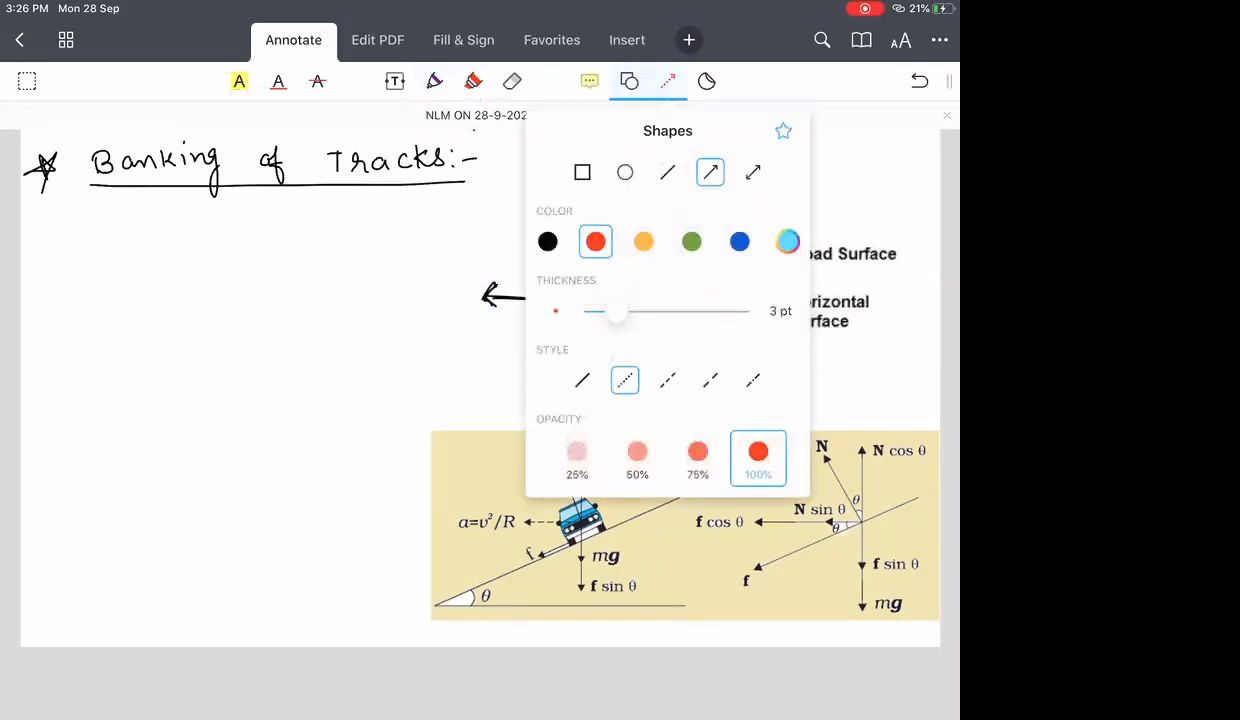 3:26 PM Mon 28 Sep 21%
Annotate Edit PDF Fill & Sign Favorites Insert
A A A T AA
NLM ON 28-9-202
Banking of Tracks:-
Shapes
COLOR
THICKNESS
3 pt
STYLE
OPACITY
25% 50% 75% 100%
oad Surface
rizontal
rface
a=v²/R
f
mg
f sin θ
θ
N
N cos θ
θ
N sin θ
f cos θ
θ
f
f sin θ
mg